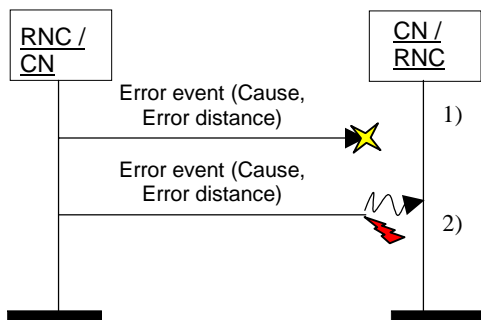 RNC /
CN
CN /
RNC
Error event (Cause,
Error distance)
1)
Error event (Cause,
Error distance)
2)